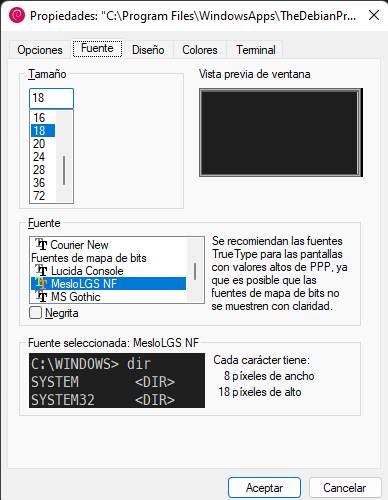 Propiedades: "C:\Program Files\WindowsApps\TheDebianPr...
Opciones Fuente Diseño Colores Terminal
Tamaño
18
16
18
20
24
28
36
72
Vista previa de ventana
Fuente
Courier New
Fuentes de mapa de bits
Lucida Console
MesloLGS NF
MS Gothic
Negrita
Se recomiendan las fuentes
TrueType para las pantallas
con valores altos de PPP, ya
que es posible que las
fuentes de mapa de bits no
se muestren con claridad.
Fuente seleccionada: MesloLGS NF
C:\WINDOWS> dir
SYSTEM <DIR>
SYSTEM32 <DIR>
Cada carácter tiene:
8 píxeles de ancho
18 píxeles de alto
Aceptar Cancelar